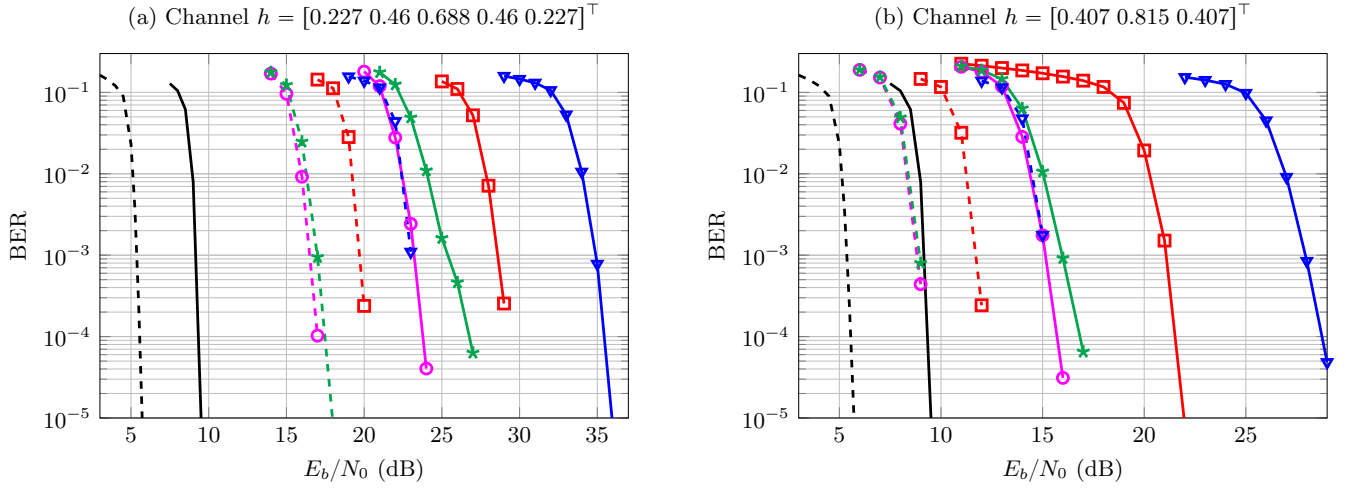 (a) Channel h = [0.227 0.46 0.688 0.46 0.227]⊤
10−1
10−2
10−3
10−4
10−5
BER
5 10 15 20 25 30 35
Eb/N0 (dB)
(b) Channel h = [0.407 0.815 0.407]⊤
10−1
10−2
10−3
10−4
10−5
BER
5 10 15 20 25
Eb/N0 (dB)